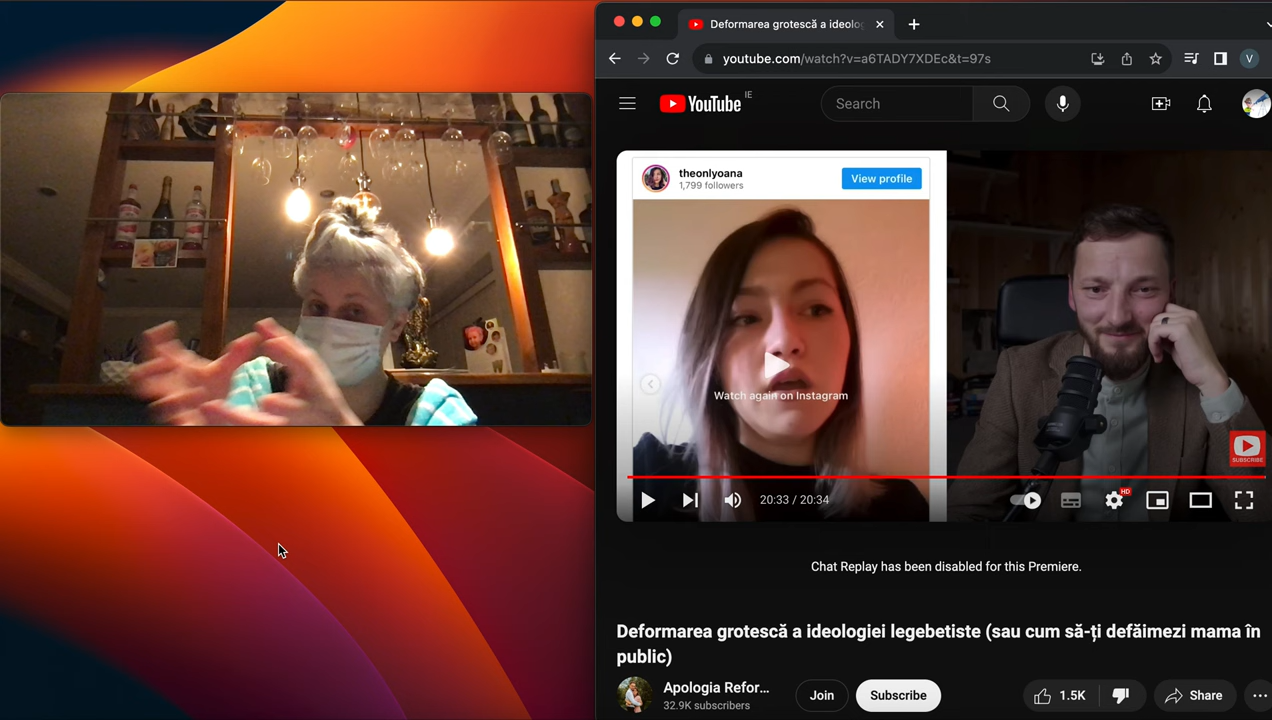 Deformarea grotescă a ideolo
youtube.com/watch?v=a6TADY7XDEc&t=97s
V
YouTube IE
Search
theonlyoana
1,799 followers
View profile
Watch again on Instagram
SUBSCRIBE
20:33 / 20:34
HD
Chat Replay has been disabled for this Premiere.
Deformarea grotescă a ideologiei legebetiste (sau cum să-ți defăimezi mama în
public)
Apologia Refor...
32.9K subscribers
Join
Subscribe
1.5K
Share